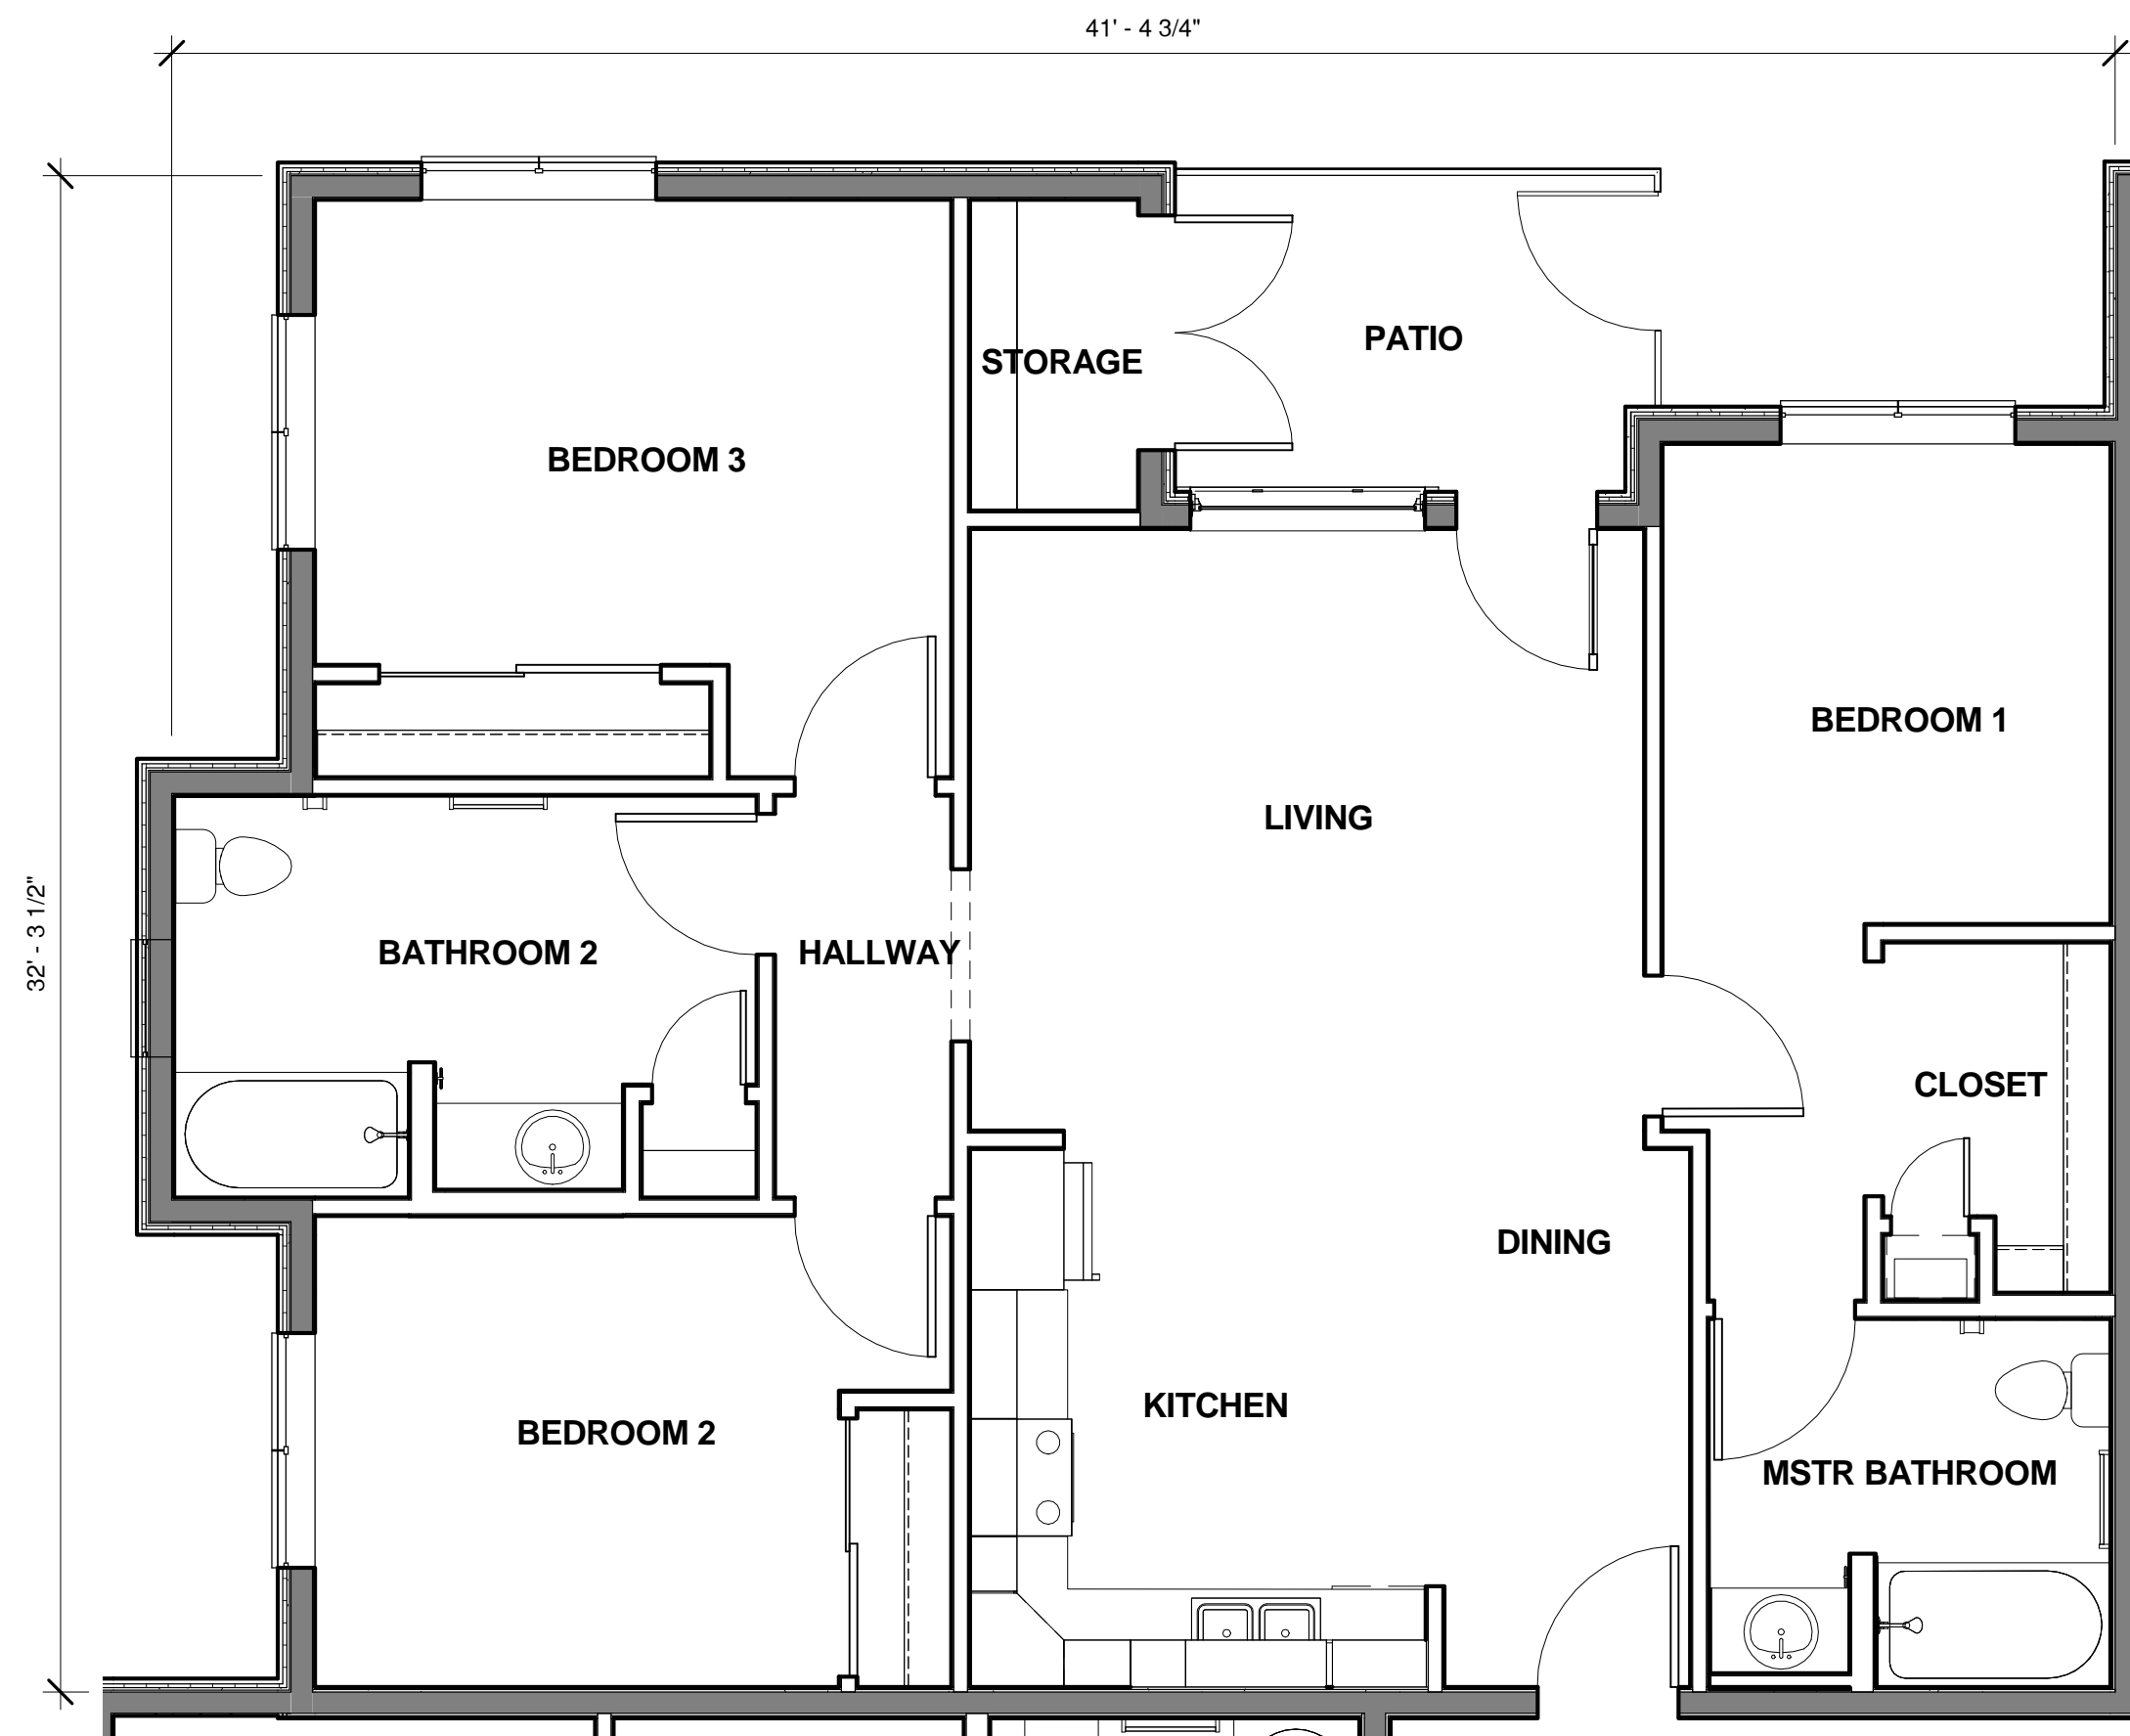 41' - 4 3/4"
PATIO
STORAGE
BEDROOM 3
BEDROOM 1
LIVING
32' - 3 1/2"
BATHROOM 2
HALLWAY
CLOSET
DINING
KITCHEN
BEDROOM 2
MSTR BATHROOM